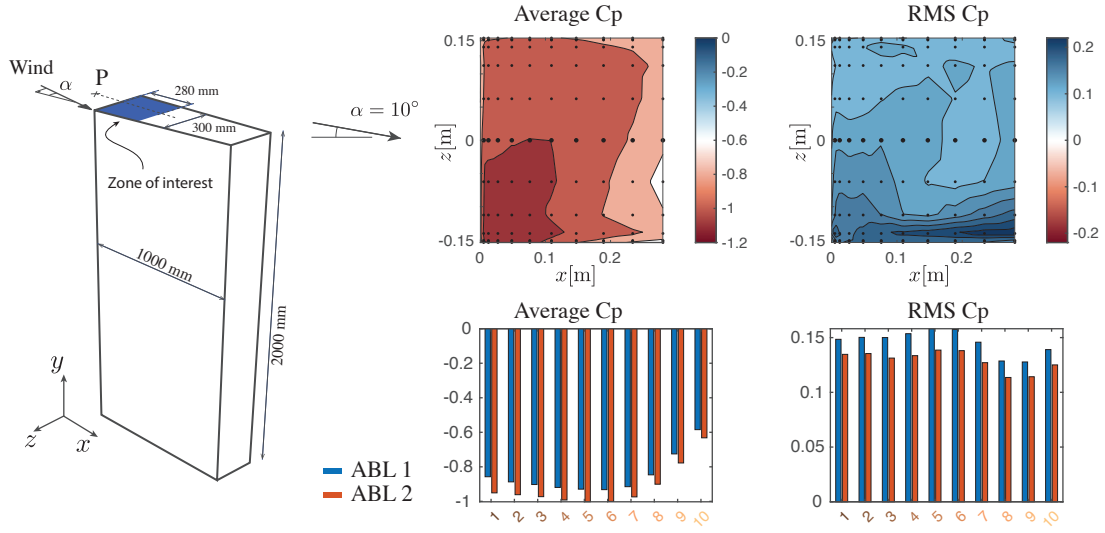 Wind
α
P
280 mm
300 mm
Zone of interest
1000 mm
2000 mm
y
z
x
α = 10°
Average Cp
0.15
0
-0.15
z[m]
0
0.1
0.2
x[m]
0
-0.2
-0.4
-0.6
-0.8
-1
-1.2
RMS Cp
0.15
0
-0.15
z[m]
0
0.1
0.2
x[m]
0.2
0.1
0
-0.1
-0.2
ABL 1
ABL 2
Average Cp
0
-0.2
-0.4
-0.6
-0.8
-1
1
2
3
4
5
6
7
8
9
10
RMS Cp
0.15
0.1
0.05
0
1
2
3
4
5
6
7
8
9
10